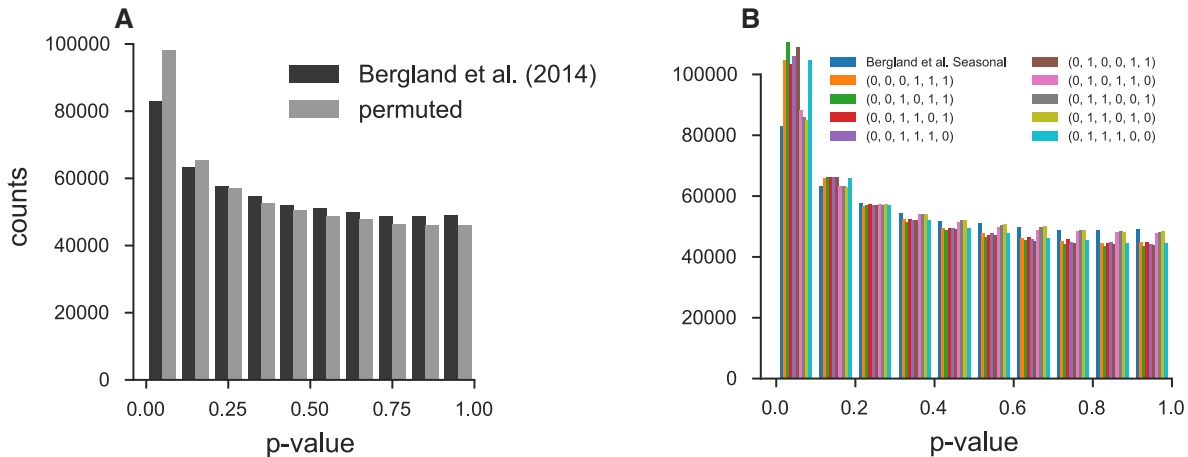 A
100000
80000
60000
40000
20000
0
counts
0.00
0.25
0.50
0.75
1.00
p-value
Bergland et al. (2014)
permuted
B
100000
80000
60000
40000
20000
0
0.0
0.2
0.4
0.6
0.8
1.0
p-value
Bergland et al. Seasonal
(0, 0, 0, 1, 1, 1)
(0, 0, 1, 0, 1, 1)
(0, 0, 1, 1, 0, 1)
(0, 0, 1, 1, 1, 0)
(0, 1, 0, 0, 1, 1)
(0, 1, 0, 1, 1, 0)
(0, 1, 1, 0, 0, 1)
(0, 1, 1, 0, 1, 0)
(0, 1, 1, 1, 0, 0)